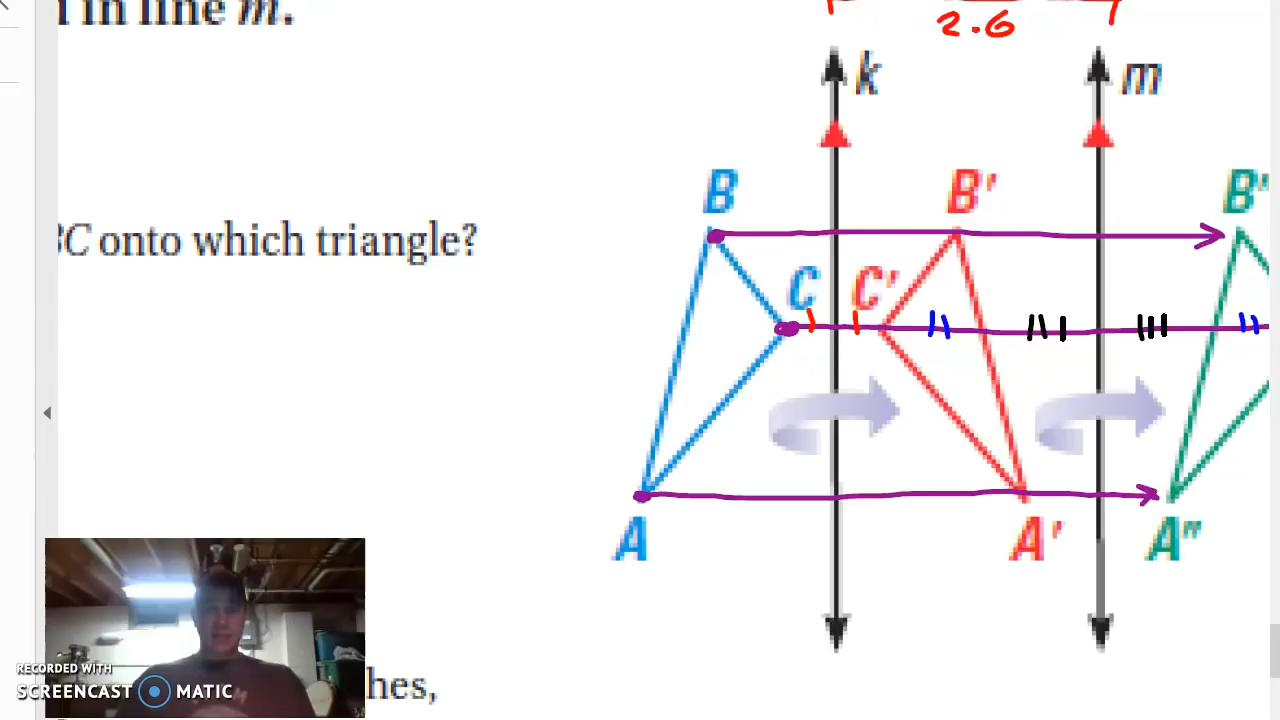 in line m.
2.6
k
m
B
B'
B"
C onto which triangle?
C
C'
A
A'
A"
RECORDED WITH
SCREENCAST MATIC
hes,